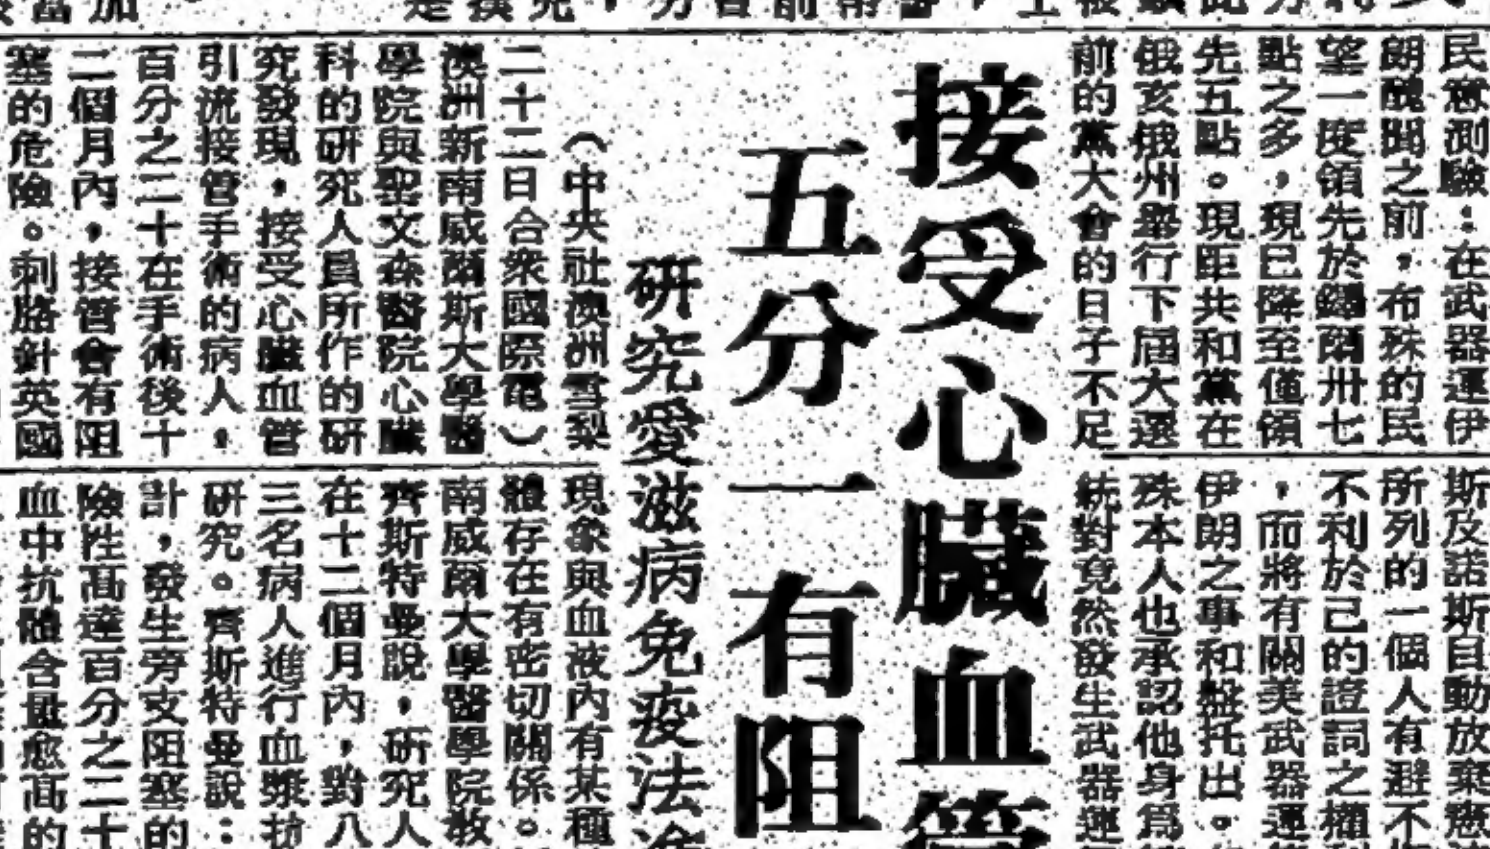 民意測驗：在武器運伊
朗醜聞之前，布殊的民
望一度領先於鍚爾卅七
點之多，現已降至僅領
先五點。現距共和黨在
俄亥俄州舉行下屆大選
前的黨大會的日子不足
斯及諾斯自動放棄憲法
所列的一個人有避不作
不利於己的證詞之權利
，而將有關美武器運
伊朗之事和盤托出。
殊本人也承認他身為
統對竟然發生武器運
接受心臟血管
五分一有阻
研究愛滋病免疫法
（中央社澳洲雪梨
二十二日合衆國際電）
澳洲新南威爾斯大學醫
學院與聖文森醫院心臟
科的研究人員所作的研
究發現，接受心臟血管
引流接管手術的病人，
百分之二十在手術後十
二個月內，接管會有阻
塞的危險。刺胳針英國
現象與血液內有某種
體存在有密切關係。
南威爾大學醫學院教
齊斯特曼說，研究人
在十二個月內，對八
三名病人進行血漿抗
研究。齊斯特曼說：
計，發生旁支阻塞的
險性高達百分之二十
血中抗體含量愈高的